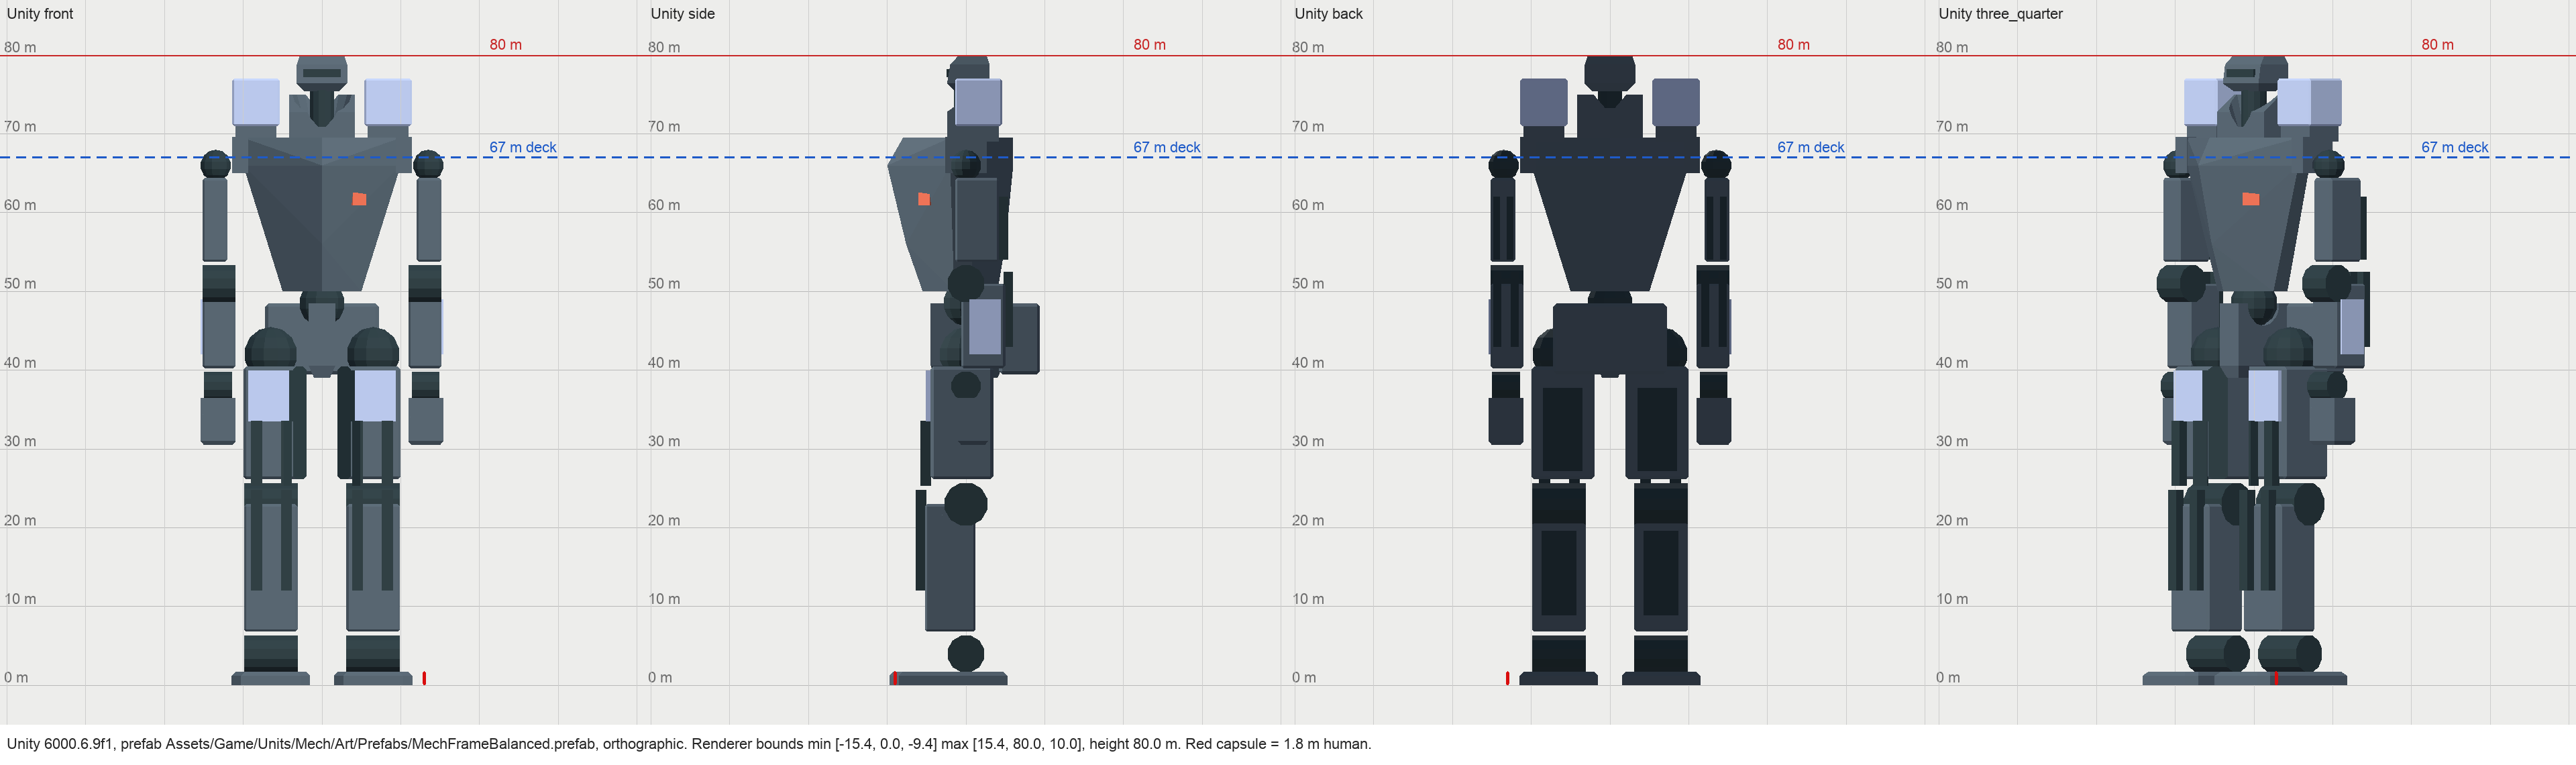 Unity front
Unity side
Unity back
Unity three_quarter
80 m
80 m
80 m
80 m
80 m
80 m
80 m
80 m
70 m
70 m
70 m
70 m
67 m deck
67 m deck
67 m deck
67 m deck
60 m
60 m
60 m
60 m
50 m
50 m
50 m
50 m
40 m
40 m
40 m
40 m
30 m
30 m
30 m
30 m
20 m
20 m
20 m
20 m
10 m
10 m
10 m
10 m
0 m
0 m
0 m
0 m
Unity 6000.6.9f1, prefab Assets/Game/Units/Mech/Art/Prefabs/MechFrameBalanced.prefab, orthographic. Renderer bounds min [-15.4, 0.0, -9.4] max [15.4, 80.0, 10.0], height 80.0 m. Red capsule = 1.8 m human.